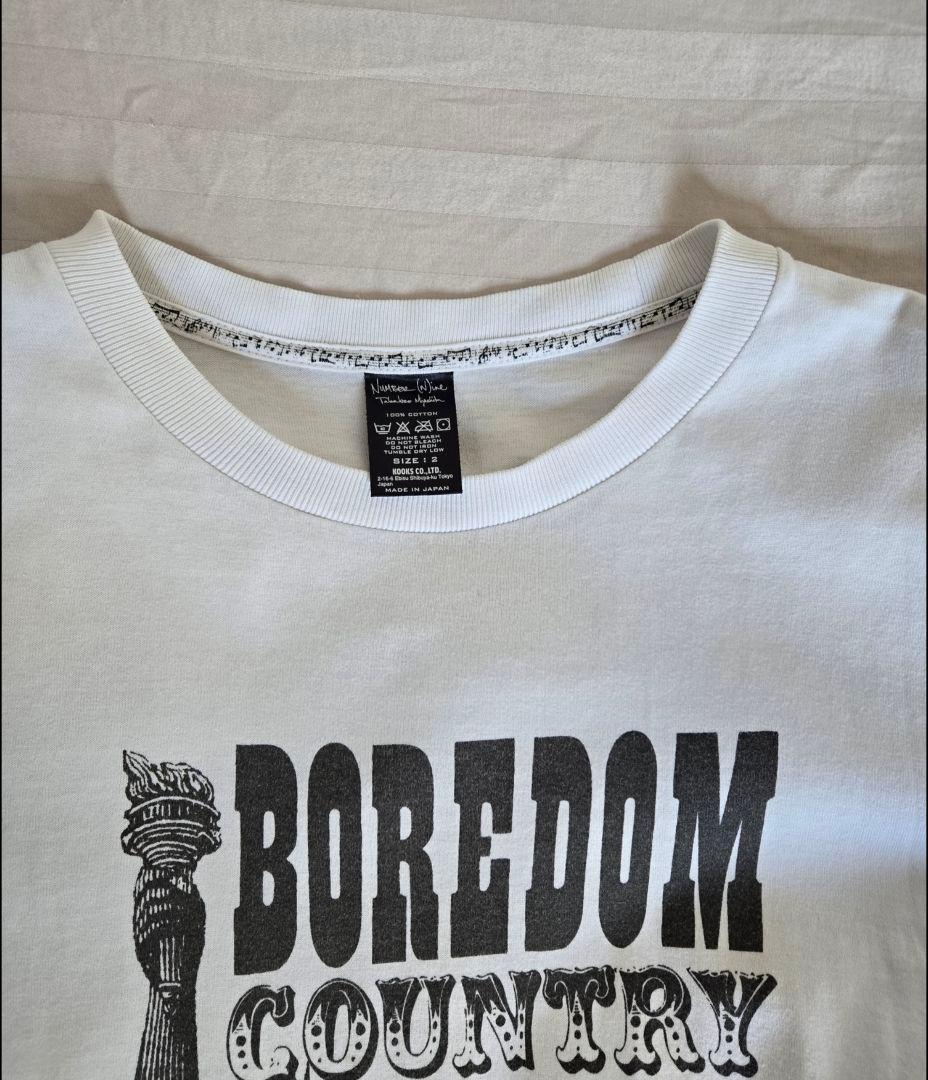 NUMBER (N)ine
Takahiro Miyashita
100% COTTON
MACHINE WASH
DO NOT BLEACH
DO NOT IRON
TUMBLE DRY LOW
SIZE : 2
KOOKS CO.,LTD.
2-16-6 Ebisu Shibuya-ku Tokyo
Japan
MADE IN JAPAN
BOREDOM
COUNTRY